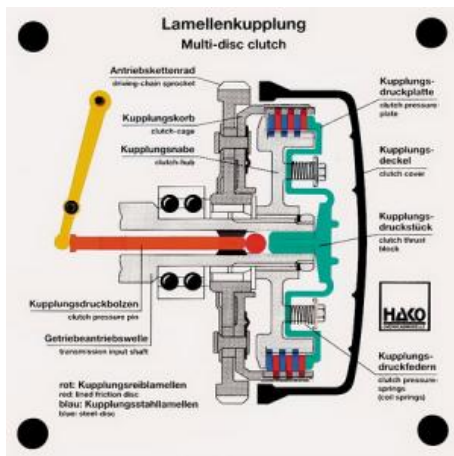 Lamellenkupplung
Multi-disc clutch
Antriebskettenrad
driving-chain sprocket
Kupplungskorb
clutch-cage
Kupplungsnabe
clutch-hub
Kupplungs-
druckplatte
clutch pressure
plate
Kupplungs-
deckel
clutch cover
Kupplungs-
druckstück
clutch thrust
block
Kupplungsdruckbolzen
clutch pressure pin
Getriebeantriebswelle
transmission input shaft
HAKO
Kupplungs-
druckfedern
clutch pressure-
springs
(coil springs)
rot: Kupplungsreiblamellen
red: lined friction disc
blau: Kupplungsstahllamellen
blue: steel-disc